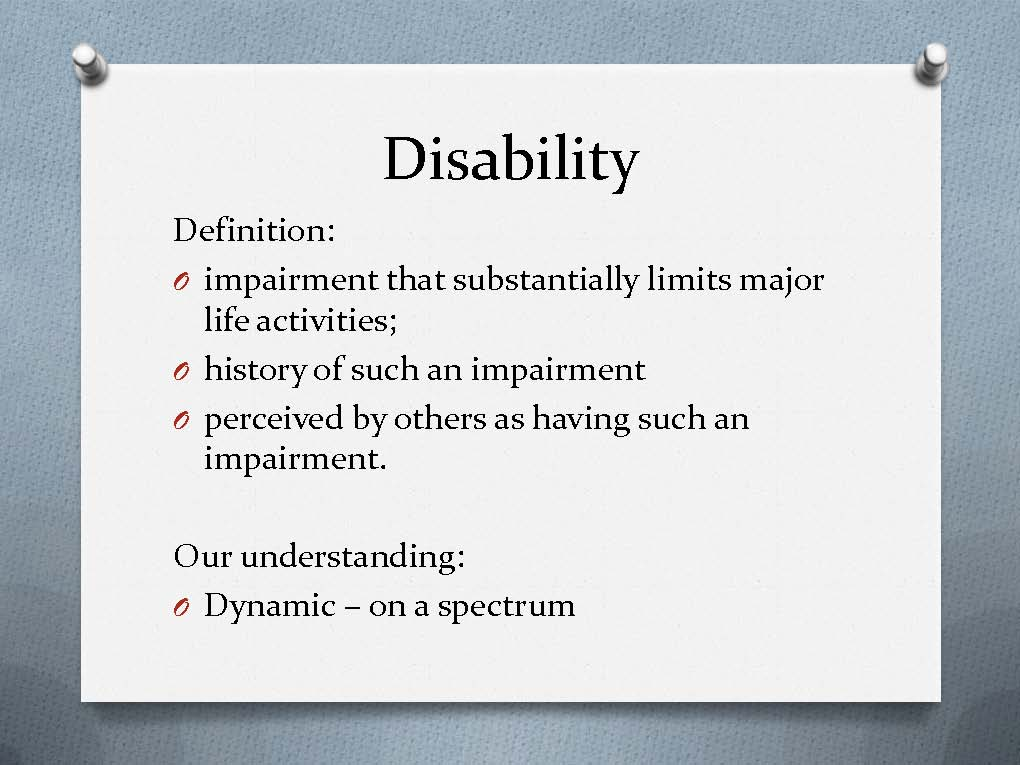 Disability
Definition:
impairment that substantially limits major
life activities;
history of such an impairment
perceived by others as having such an
impairment.
Our understanding:
Dynamic – on a spectrum